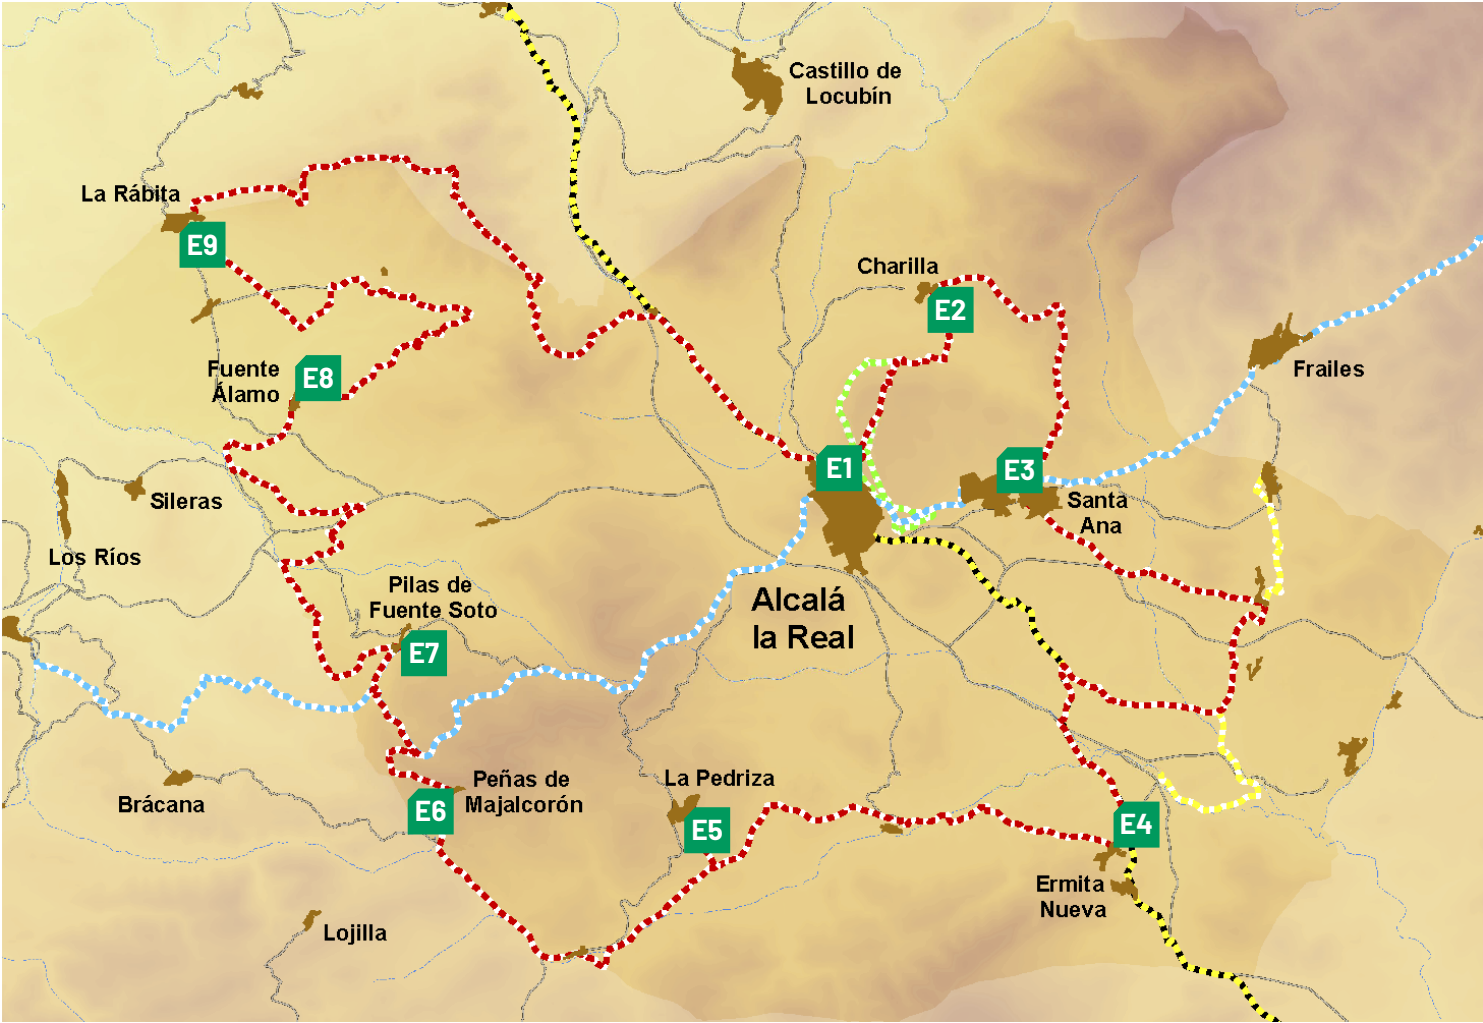 Castillo de
Locubín
La Rábita
E9
Charilla
E2
Frailes
Fuente
Álamo
E8
E1
E3
Santa
Ana
Sileras
Los Ríos
Pilas de
Fuente Soto
E7
Alcalá
la Real
Brácana
Peñas de
Majalcorón
E6
La Pedriza
E5
E4
Ermita
Nueva
Lojilla